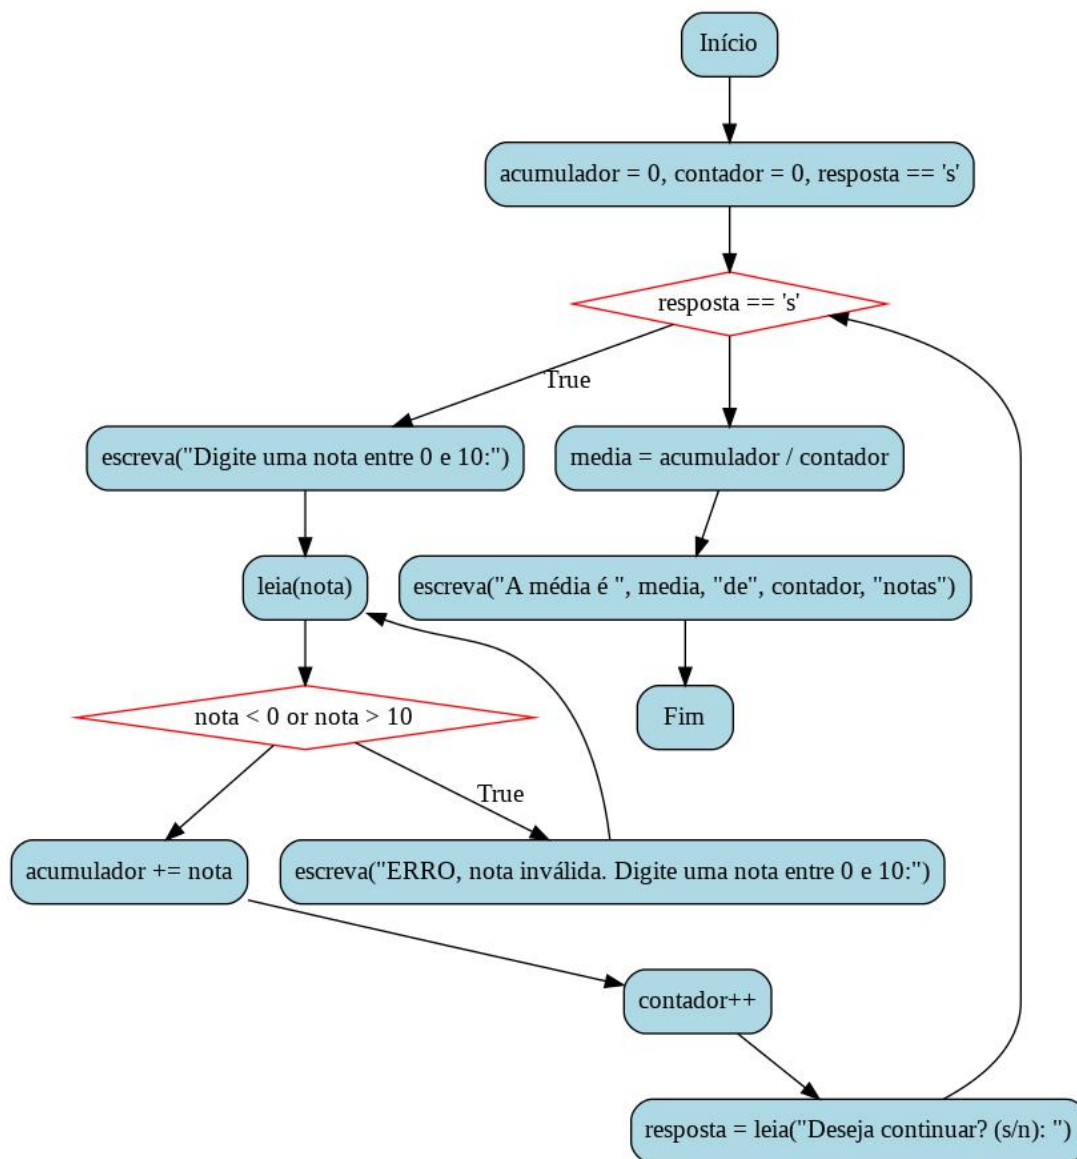 Início
acumulador = 0, contador = 0, resposta == 's'
resposta == 's'
True
escreva("Digite uma nota entre 0 e 10:")
media = acumulador / contador
leia(nota)
escreva("A média é ", media, "de", contador, "notas")
nota < 0 or nota > 10
Fim
True
acumulador += nota
escreva("ERRO, nota inválida. Digite uma nota entre 0 e 10:")
contador++
resposta = leia("Deseja continuar? (s/n): ")